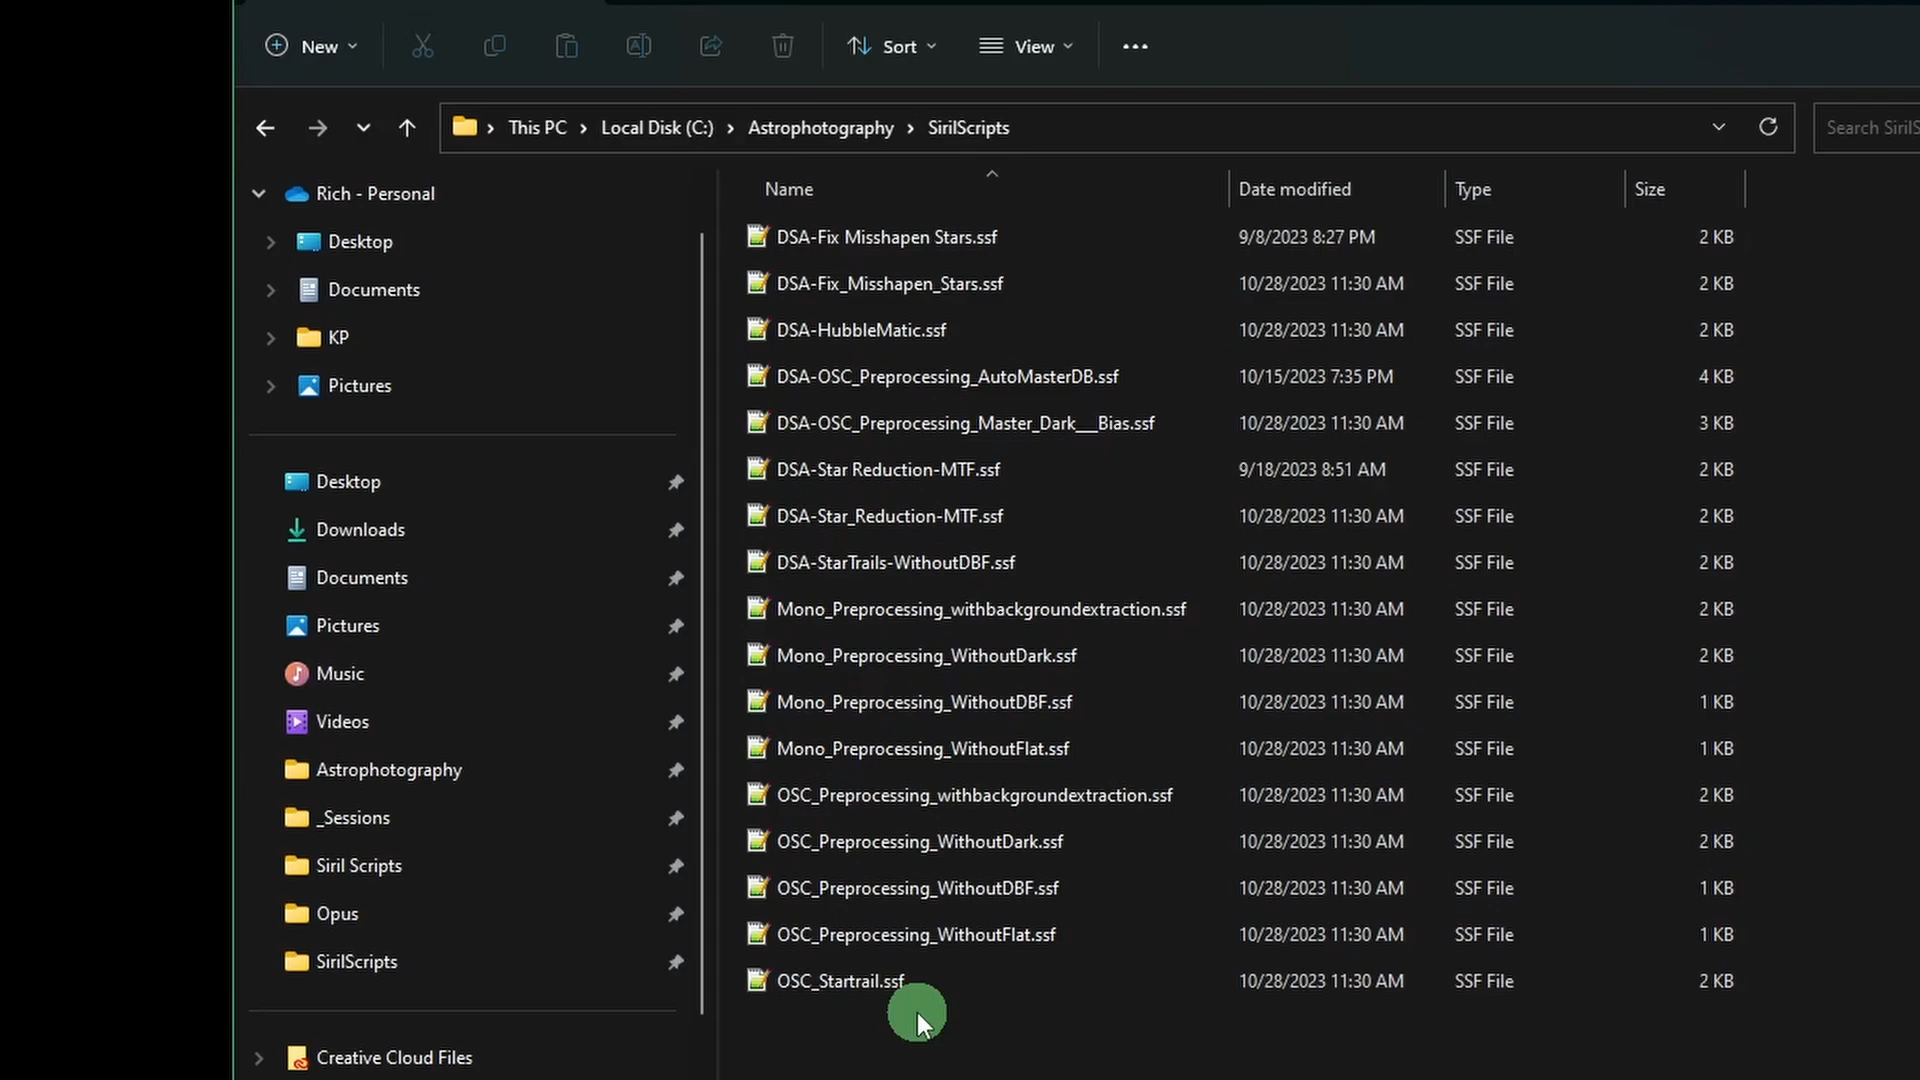 New
Sort
View
This PC > Local Disk (C:) > Astrophotography > SirilScripts
Search SirilS
Rich - Personal
Desktop
Documents
KP
Pictures
Desktop
Downloads
Documents
Pictures
Music
Videos
Astrophotography
_Sessions
Siril Scripts
Opus
SirilScripts
Creative Cloud Files
Name Date modified Type Size
DSA-Fix Misshapen Stars.ssf 9/8/2023 8:27 PM SSF File 2 KB
DSA-Fix_Misshapen_Stars.ssf 10/28/2023 11:30 AM SSF File 2 KB
DSA-HubbleMatic.ssf 10/28/2023 11:30 AM SSF File 2 KB
DSA-OSC_Preprocessing_AutoMasterDB.ssf 10/15/2023 7:35 PM SSF File 4 KB
DSA-OSC_Preprocessing_Master_Dark__Bias.ssf 10/28/2023 11:30 AM SSF File 3 KB
DSA-Star Reduction-MTF.ssf 9/18/2023 8:51 AM SSF File 2 KB
DSA-Star_Reduction-MTF.ssf 10/28/2023 11:30 AM SSF File 2 KB
DSA-StarTrails-WithoutDBF.ssf 10/28/2023 11:30 AM SSF File 2 KB
Mono_Preprocessing_withbackgroundextraction.ssf 10/28/2023 11:30 AM SSF File 2 KB
Mono_Preprocessing_WithoutDark.ssf 10/28/2023 11:30 AM SSF File 2 KB
Mono_Preprocessing_WithoutDBF.ssf 10/28/2023 11:30 AM SSF File 1 KB
Mono_Preprocessing_WithoutFlat.ssf 10/28/2023 11:30 AM SSF File 1 KB
OSC_Preprocessing_withbackgroundextraction.ssf 10/28/2023 11:30 AM SSF File 2 KB
OSC_Preprocessing_WithoutDark.ssf 10/28/2023 11:30 AM SSF File 2 KB
OSC_Preprocessing_WithoutDBF.ssf 10/28/2023 11:30 AM SSF File 1 KB
OSC_Preprocessing_WithoutFlat.ssf 10/28/2023 11:30 AM SSF File 1 KB
OSC_Startrail.ssf 10/28/2023 11:30 AM SSF File 2 KB